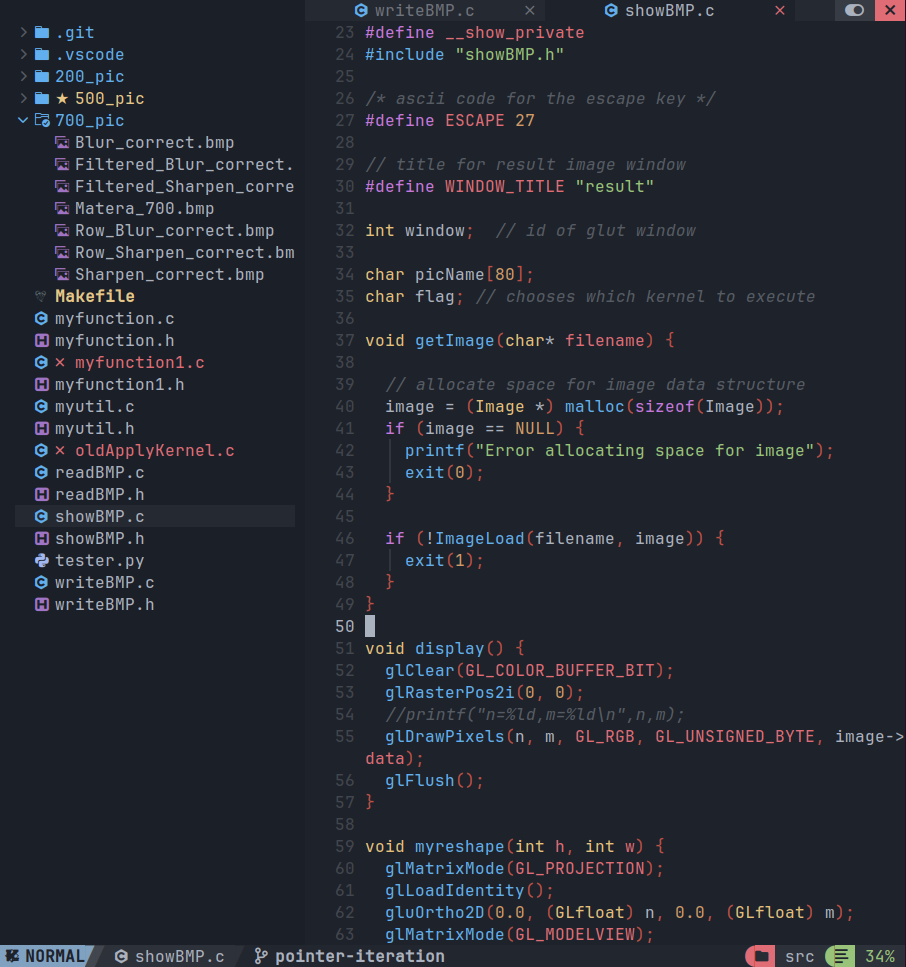 writeBMP.c × showBMP.c × ×
.git
.vscode
200_pic
★ 500_pic
700_pic
Blur_correct.bmp
Filtered_Blur_correct.
Filtered_Sharpen_corre
Matera_700.bmp
Row_Blur_correct.bmp
Row_Sharpen_correct.bm
Sharpen_correct.bmp
Makefile
C myfunction.c
H myfunction.h
C × myfunction1.c
H myfunction1.h
C myutil.c
H myutil.h
C × oldApplyKernel.c
C readBMP.c
H readBMP.h
C showBMP.c
H showBMP.h
tester.py
C writeBMP.c
H writeBMP.h
23 #define __show_private
24 #include "showBMP.h"
25
26 /* ascii code for the escape key */
27 #define ESCAPE 27
28
29 // title for result image window
30 #define WINDOW_TITLE "result"
31
32 int window;  // id of glut window
33
34 char picName[80];
35 char flag; // chooses which kernel to execute
36
37 void getImage(char* filename) {
38
39   // allocate space for image data structure
40   image = (Image *) malloc(sizeof(Image));
41   if (image == NULL) {
42     printf("Error allocating space for image");
43     exit(0);
44   }
45
46   if (!ImageLoad(filename, image)) {
47     exit(1);
48   }
49 }
50
51 void display() {
52   glClear(GL_COLOR_BUFFER_BIT);
53   glRasterPos2i(0, 0);
54   //printf("n=%ld,m=%ld\n",n,m);
55   glDrawPixels(n, m, GL_RGB, GL_UNSIGNED_BYTE, image->
data);
56   glFlush();
57 }
58
59 void myreshape(int h, int w) {
60   glMatrixMode(GL_PROJECTION);
61   glLoadIdentity();
62   gluOrtho2D(0.0, (GLfloat) n, 0.0, (GLfloat) m);
63   glMatrixMode(GL_MODELVIEW);
NORMAL C showBMP.c pointer-iteration src 34%